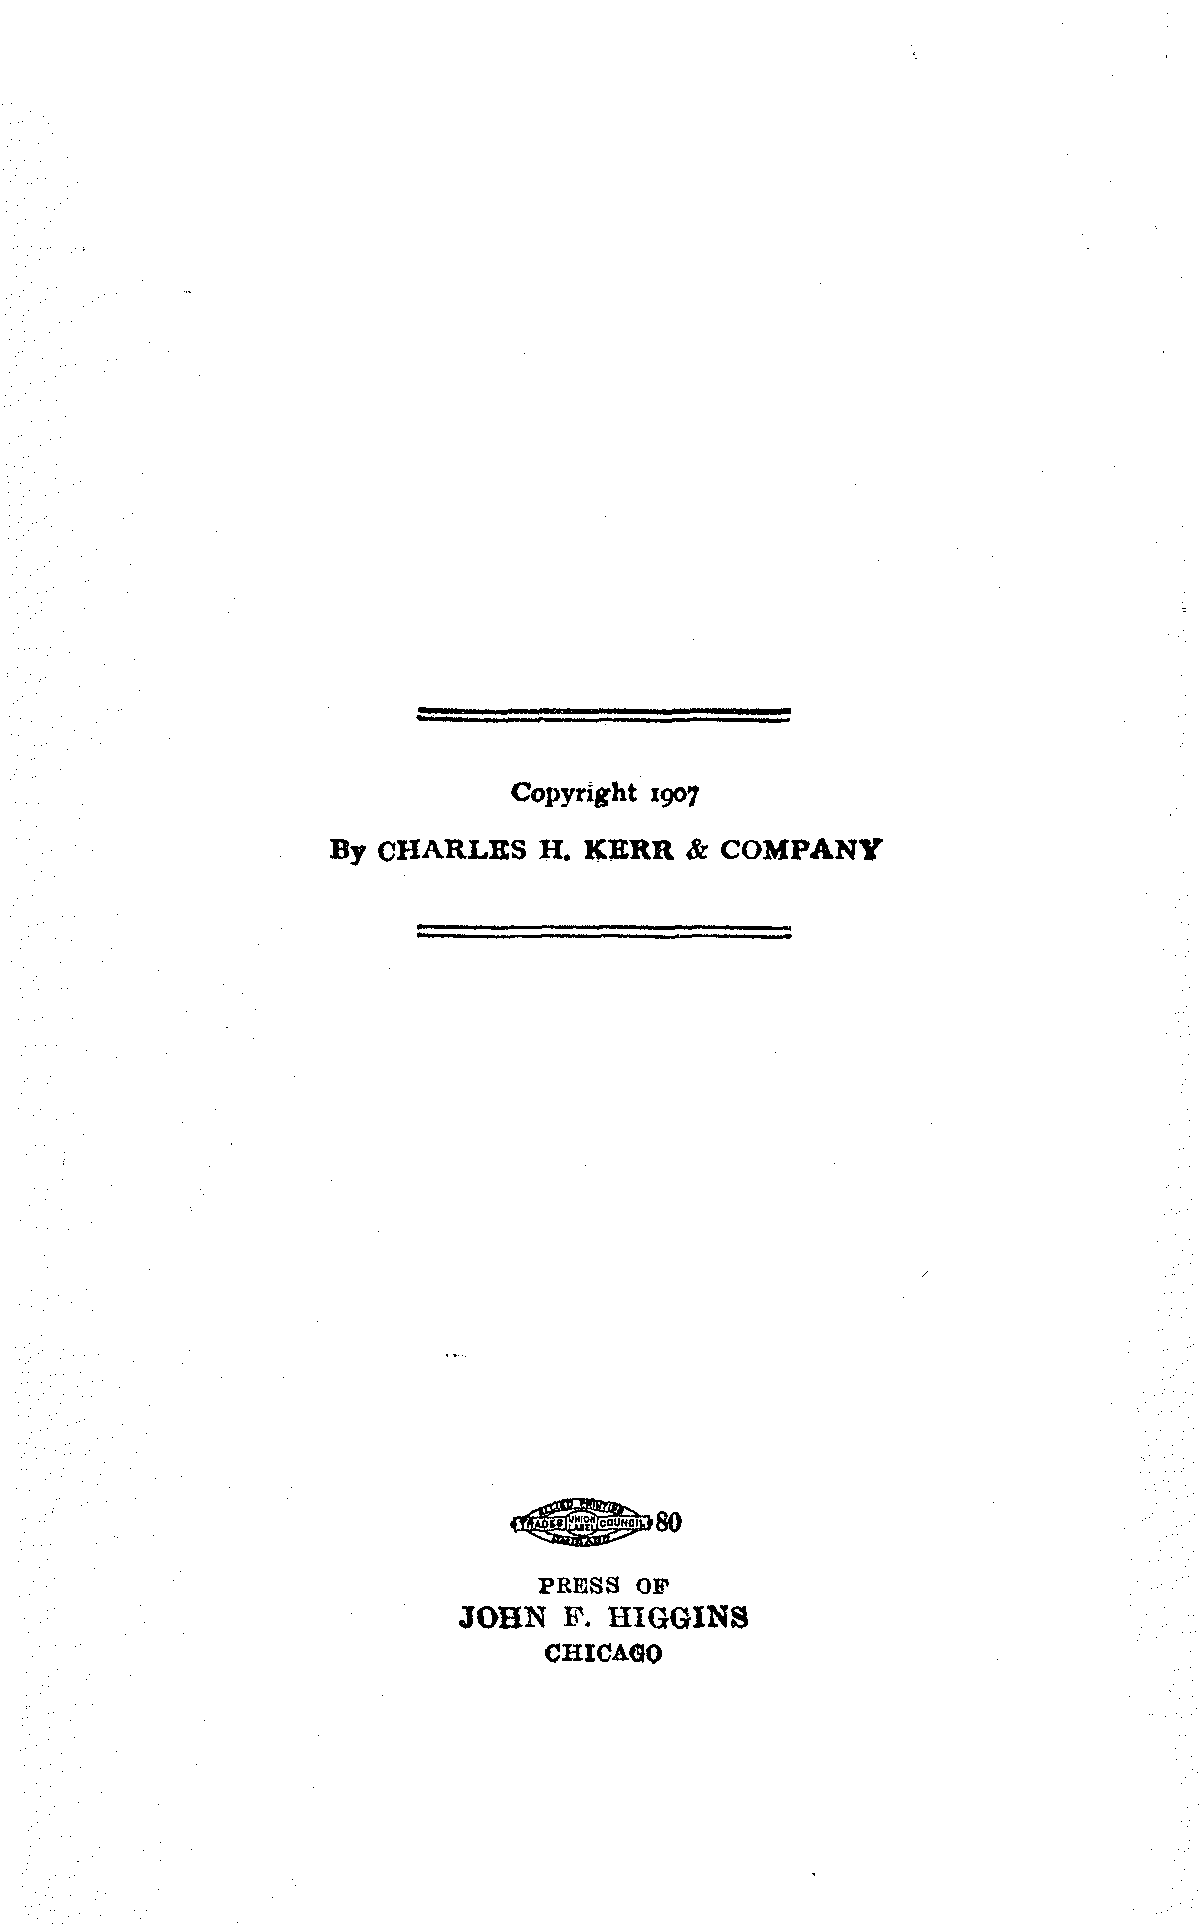 Copyright 1907
By CHARLES H. KERR & COMPANY
ALLIED PRINTING
TRADES UNION LABEL COUNCIL 80
CHICAGO
PRESS OF
JOHN F. HIGGINS
CHICAGO